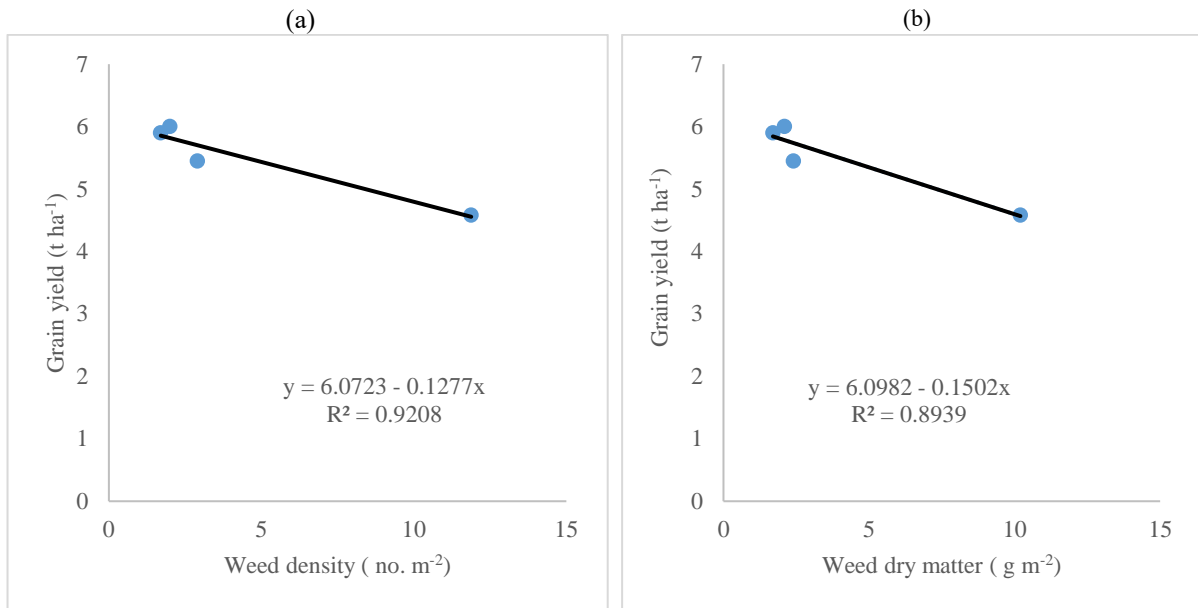 (a)
7
6
5
4
3
2
1
0
0
5
10
15
Grain yield (t ha⁻¹)
Weed density ( no. m⁻²)
y = 6.0723 - 0.1277x
R² = 0.9208
(b)
7
6
5
4
3
2
1
0
0
5
10
15
Grain yield (t ha⁻¹)
Weed dry matter ( g m⁻²)
y = 6.0982 - 0.1502x
R² = 0.8939